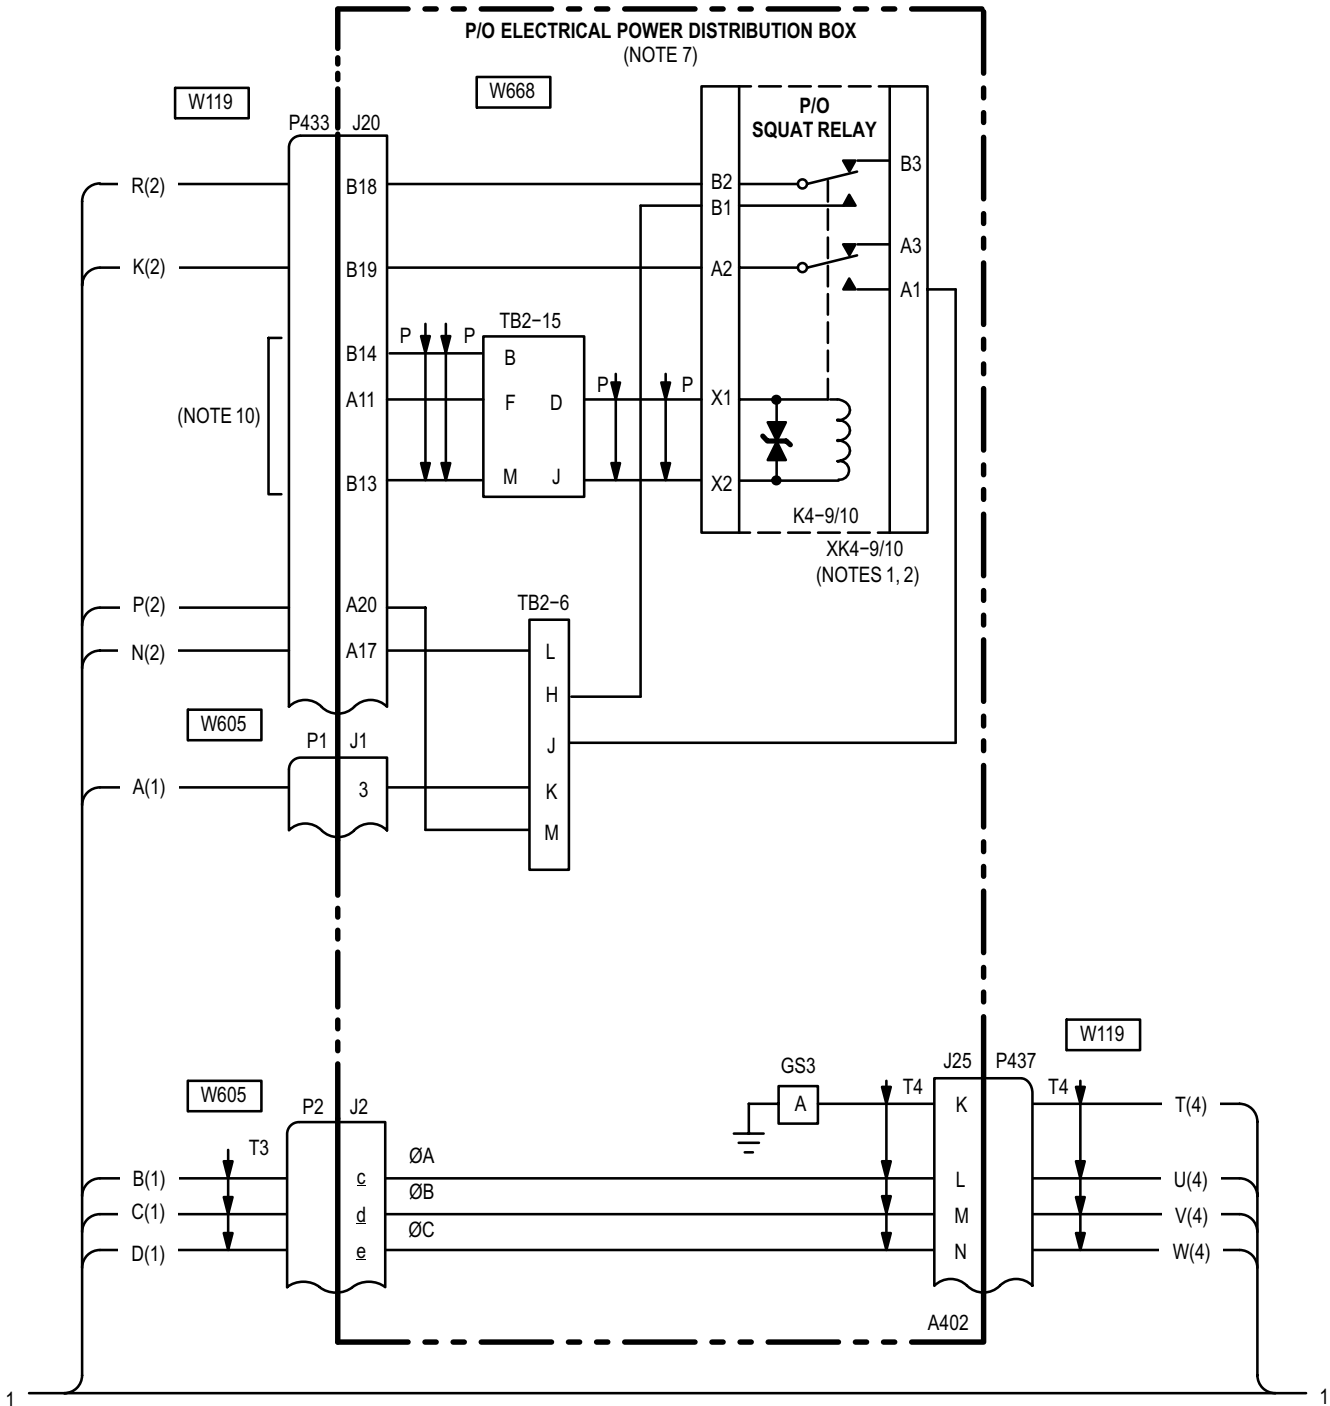 P/O ELECTRICAL POWER DISTRIBUTION BOX
(NOTE 7)
W119
W668
P433 J20
P/O
SQUAT RELAY
R(2) B18 B2 B3
B1
K(2) B19 A2 A3
A1
TB2−15
P P
B14 B
(NOTE 10) A11 F D P P X1
B13 M J X2
K4−9/10
XK4−9/10
(NOTES 1, 2)
P(2) A20 TB2−6
N(2) A17 L
H
W605
P1 J1 J
A(1) 3 K
M
W119
GS3 J25 P437
W605 A T4 K T4 T(4)
P2 J2
T3
ØA
B(1) c L U(4)
ØB
C(1) d M V(4)
ØC
D(1) e N W(4)
A402
1 1